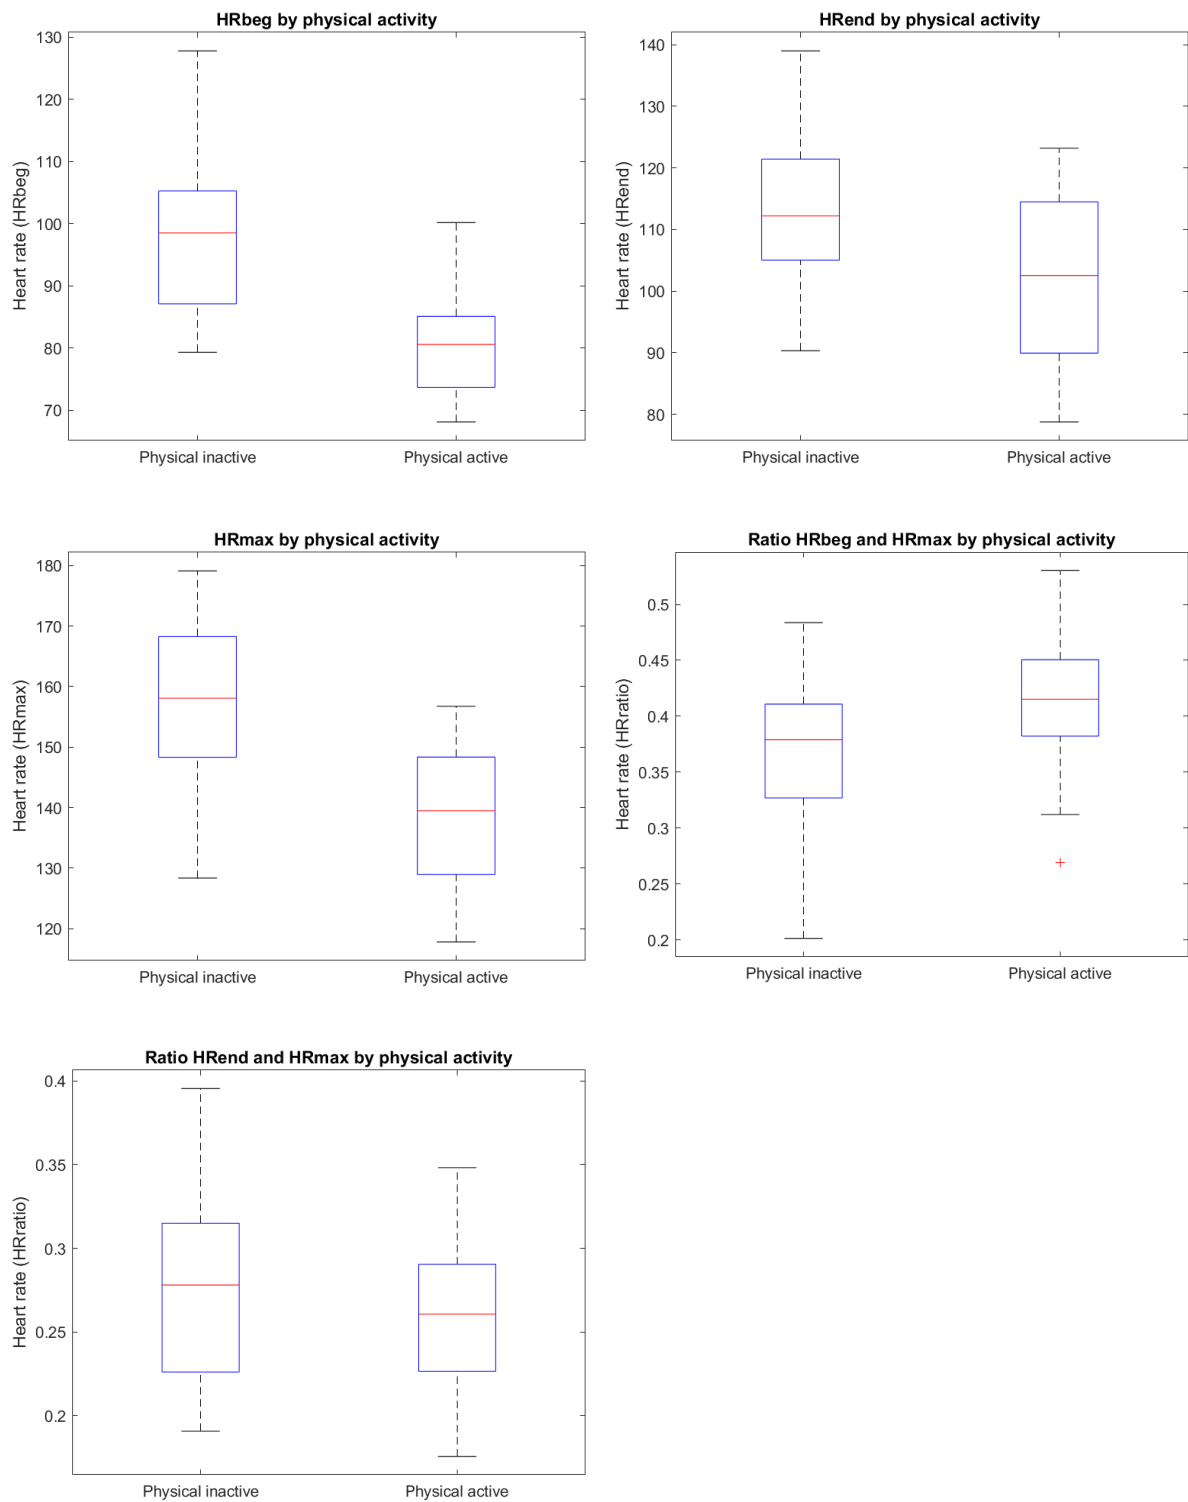 HRbeg by physical activity
130
120
110
100
90
80
70
Heart rate (HRbeg)
Physical inactive
Physical active
HRend by physical activity
140
130
120
110
100
90
80
Heart rate (HRend)
Physical inactive
Physical active
HRmax by physical activity
180
170
160
150
140
130
120
Heart rate (HRmax)
Physical inactive
Physical active
Ratio HRbeg and HRmax by physical activity
0.5
0.45
0.4
0.35
0.3
0.25
0.2
Heart rate (HRratio)
Physical inactive
Physical active
Ratio HRend and HRmax by physical activity
0.4
0.35
0.3
0.25
0.2
Heart rate (HRratio)
Physical inactive
Physical active